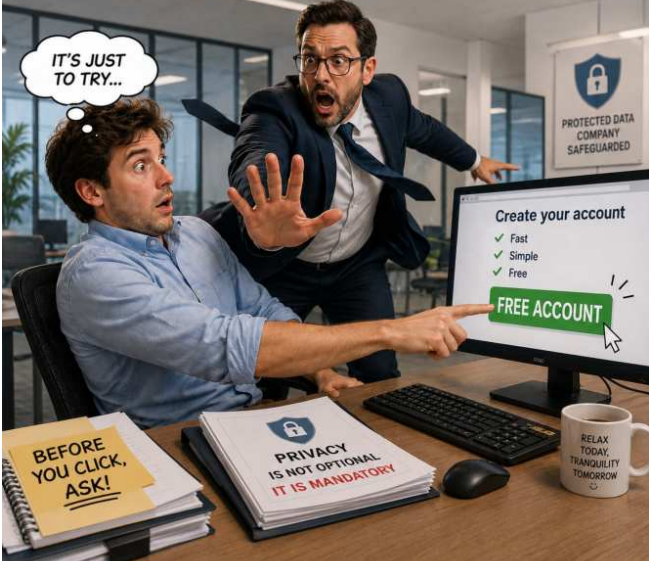 IT'S JUST
TO TRY...
PROTECTED DATA
COMPANY
SAFEGUARDED
Create your account
✓ Fast
✓ Simple
✓ Free
FREE ACCOUNT
BEFORE
YOU CLICK,
ASK!
PRIVACY
IS NOT OPTIONAL
IT IS MANDATORY
RELAX
TODAY,
TRANQUILITY
TOMORROW